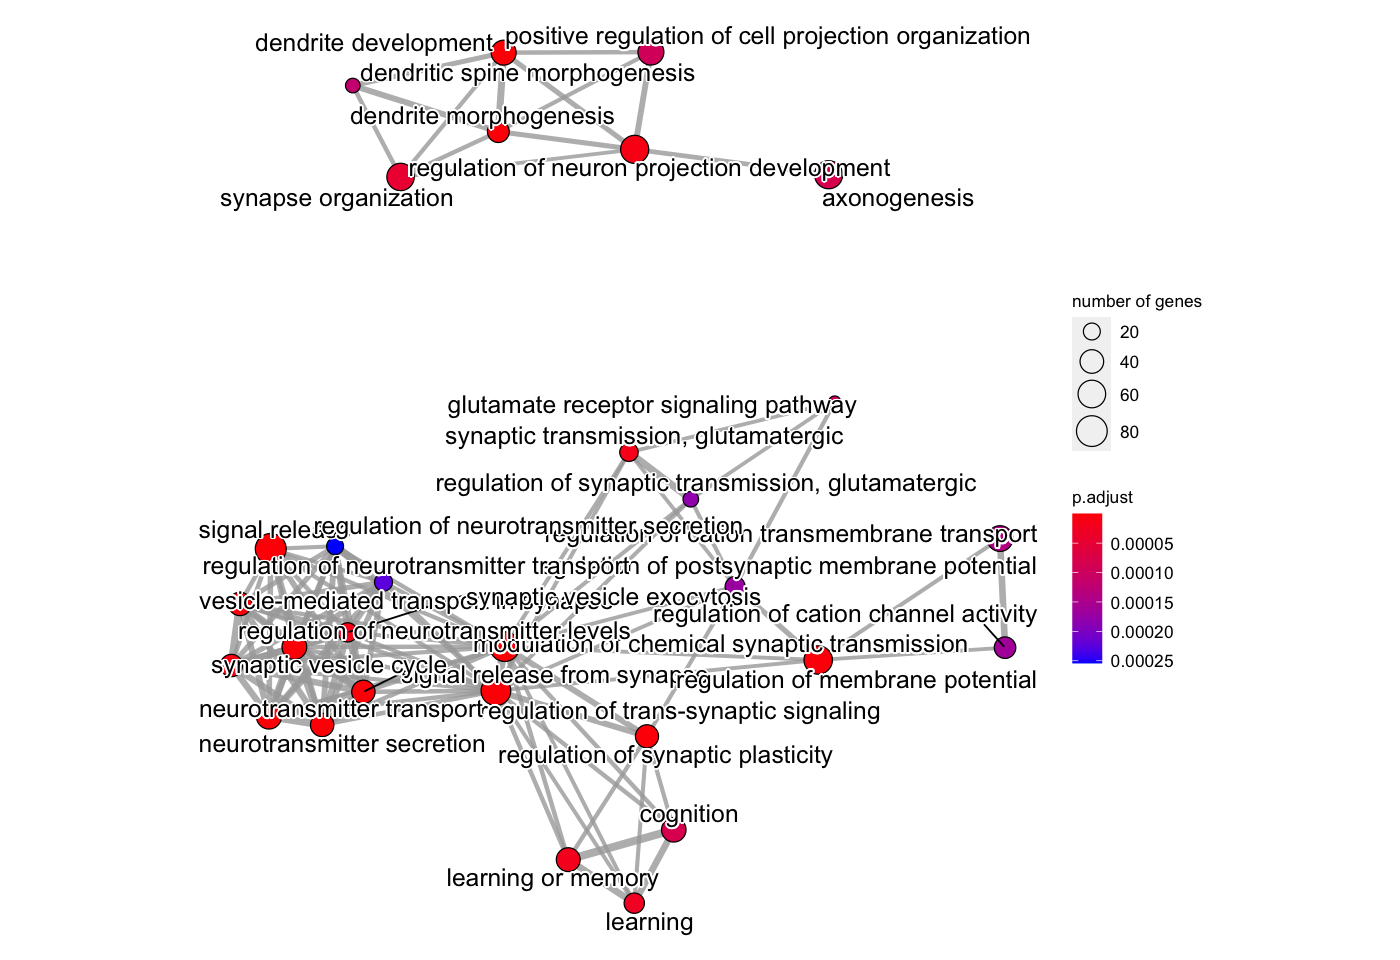 dendrite development
positive regulation of cell projection organization
dendritic spine morphogenesis
dendrite morphogenesis
regulation of neuron projection development
synapse organization
axonogenesis
number of genes
20
40
60
80
glutamate receptor signaling pathway
synaptic transmission, glutamatergic
regulation of synaptic transmission, glutamatergic
signal release
regulation of neurotransmitter secretion
regulation of cation transmembrane transport
regulation of neurotransmitter transport
regulation of postsynaptic membrane potential
vesicle-mediated transport in synapse
synaptic vesicle exocytosis
regulation of cation channel activity
regulation of neurotransmitter levels
modulation of chemical synaptic transmission
synaptic vesicle cycle
signal release from synapse
regulation of membrane potential
neurotransmitter transport
regulation of trans-synaptic signaling
neurotransmitter secretion
regulation of synaptic plasticity
cognition
learning or memory
learning
p.adjust
0.00005
0.00010
0.00015
0.00020
0.00025